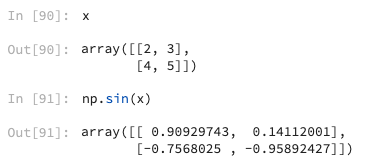 In [90]: x
Out[90]: array([[2, 3],
                [4, 5]])
In [91]: np.sin(x)
Out[91]: array([[ 0.90929743,  0.14112001],
                [-0.7568025 , -0.95892427]])